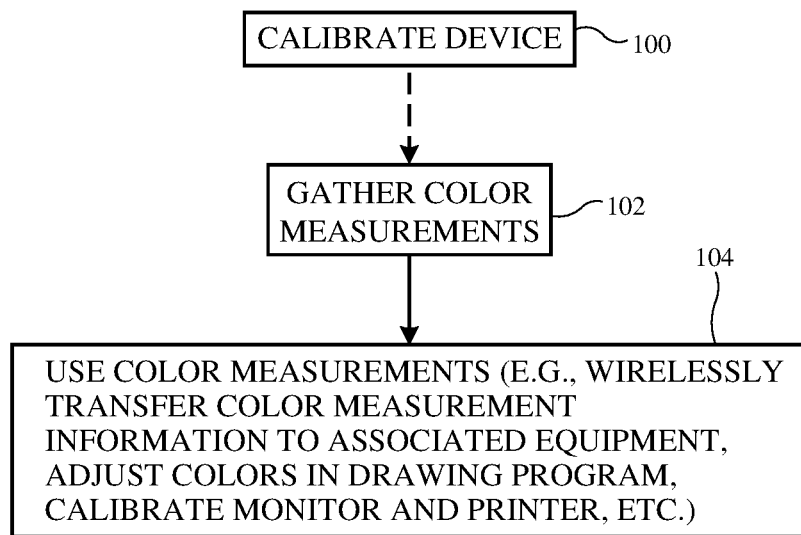 CALIBRATE DEVICE
100
GATHER COLOR
MEASUREMENTS
102
104
USE COLOR MEASUREMENTS (E.G., WIRELESSLY
TRANSFER COLOR MEASUREMENT
INFORMATION TO ASSOCIATED EQUIPMENT,
ADJUST COLORS IN DRAWING PROGRAM,
CALIBRATE MONITOR AND PRINTER, ETC.)